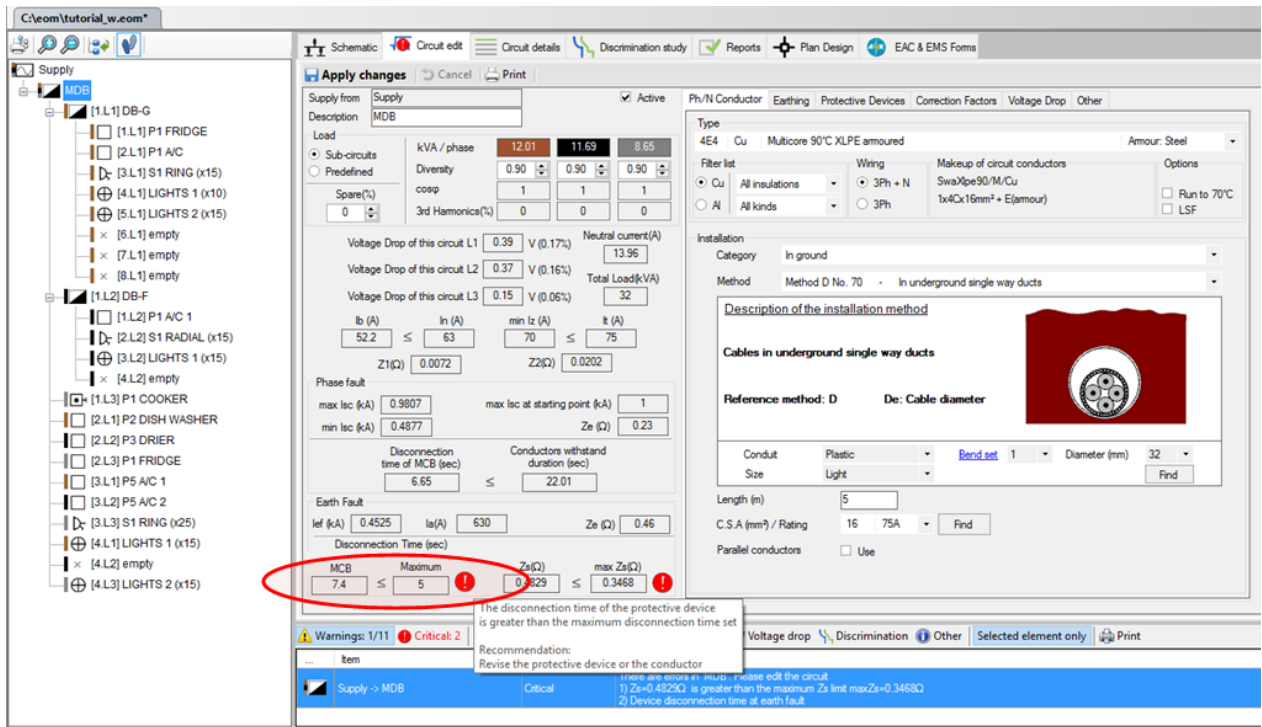 C:\eom\tutorial_w.eom*
Schematic Circuit edit Circuit details Discrimination study Reports Plan Design EAC & EMS Forms
Apply changes Cancel Print
Supply
MDB
[1.L1] DB-G
[1.L1] P1 FRIDGE
[2.L1] P1 A/C
[3.L1] S1 RING (x15)
[4.L1] LIGHTS 1 (x10)
[5.L1] LIGHTS 2 (x15)
[6.L1] empty
[7.L1] empty
[8.L1] empty
[1.L2] DB-F
[1.L2] P1 A/C 1
[2.L2] S1 RADIAL (x15)
[3.L2] LIGHTS 1 (x15)
[4.L2] empty
[1.L3] P1 COOKER
[2.L1] P2 DISH WASHER
[2.L2] P3 DRIER
[2.L3] P1 FRIDGE
[3.L1] P5 A/C 1
[3.L2] P5 A/C 2
[3.L3] S1 RING (x25)
[4.L1] LIGHTS 1 (x15)
[4.L2] empty
[4.L3] LIGHTS 2 (x15)
Supply from Supply Active
Description MDB
Load
Sub-circuits
Predefined
Spare(%)
0
kVA / phase 12.01 11.69 8.65
Diversity 0.90 0.90 0.90
cosφ 1 1 1
3rd Harmonics(%) 0 0 0
Voltage Drop of this circuit L1 0.39 V (0.17%)
Neutral current(A)
13.96
Voltage Drop of this circuit L2 0.37 V (0.16%)
Total Load(kVA)
32
Voltage Drop of this circuit L3 0.15 V (0.06%)
Ib (A) In (A) min Iz (A) It (A)
52.2 ≤ 63 70 ≤ 75
Z1(Ω) 0.0072 Z2(Ω) 0.0202
Phase fault
max Isc (kA) 0.9807 max Isc at starting point (kA) 1
min Isc (kA) 0.4877 Ze (Ω) 0.23
Disconnection
time of MCB (sec)
Conductors withstand
duration (sec)
6.65 ≤ 22.01
Earth Fault
Ief (kA) 0.4525 Ia(A) 630 Ze (Ω) 0.46
Disconnection Time (sec)
MCB Maximum Zs(Ω) max Zs(Ω)
7.4 ≤ 5 0.4829 ≤ 0.3468
The disconnection time of the protective device
is greater than the maximum disconnection time set
Recommendation:
Revise the protective device or the conductor
Ph/N Conductor Earthing Protective Devices Correction Factors Voltage Drop Other
Type
4E4 Cu Multicore 90°C XLPE armoured Armour: Steel
Filter list Wiring Makeup of circuit conductors Options
Cu All insulations 3Ph + N SwaXlpe90/M/Cu Run to 70°C
Al All kinds 3Ph 1x4Cx16mm² + E(armour) LSF
Installation
Category In ground
Method Method D No. 70 - In underground single way ducts
Description of the installation method
Cables in underground single way ducts
Reference method: D De: Cable diameter
Conduit Plastic Bend set 1 Diameter (mm) 32
Size Light Find
Length (m) 5
C.S.A (mm²) / Rating 16 75A Find
Parallel conductors Use
Warnings: 1/11 Critical: 2 Voltage drop Discrimination Other Selected element only Print
... Item
Supply -> MDB Critical
There are errors in 'MDB'. Please edit the circuit
1) Zs=0.4829Ω is greater than the maximum Zs limit maxZs=0.3468Ω
2) Device disconnection time at earth fault